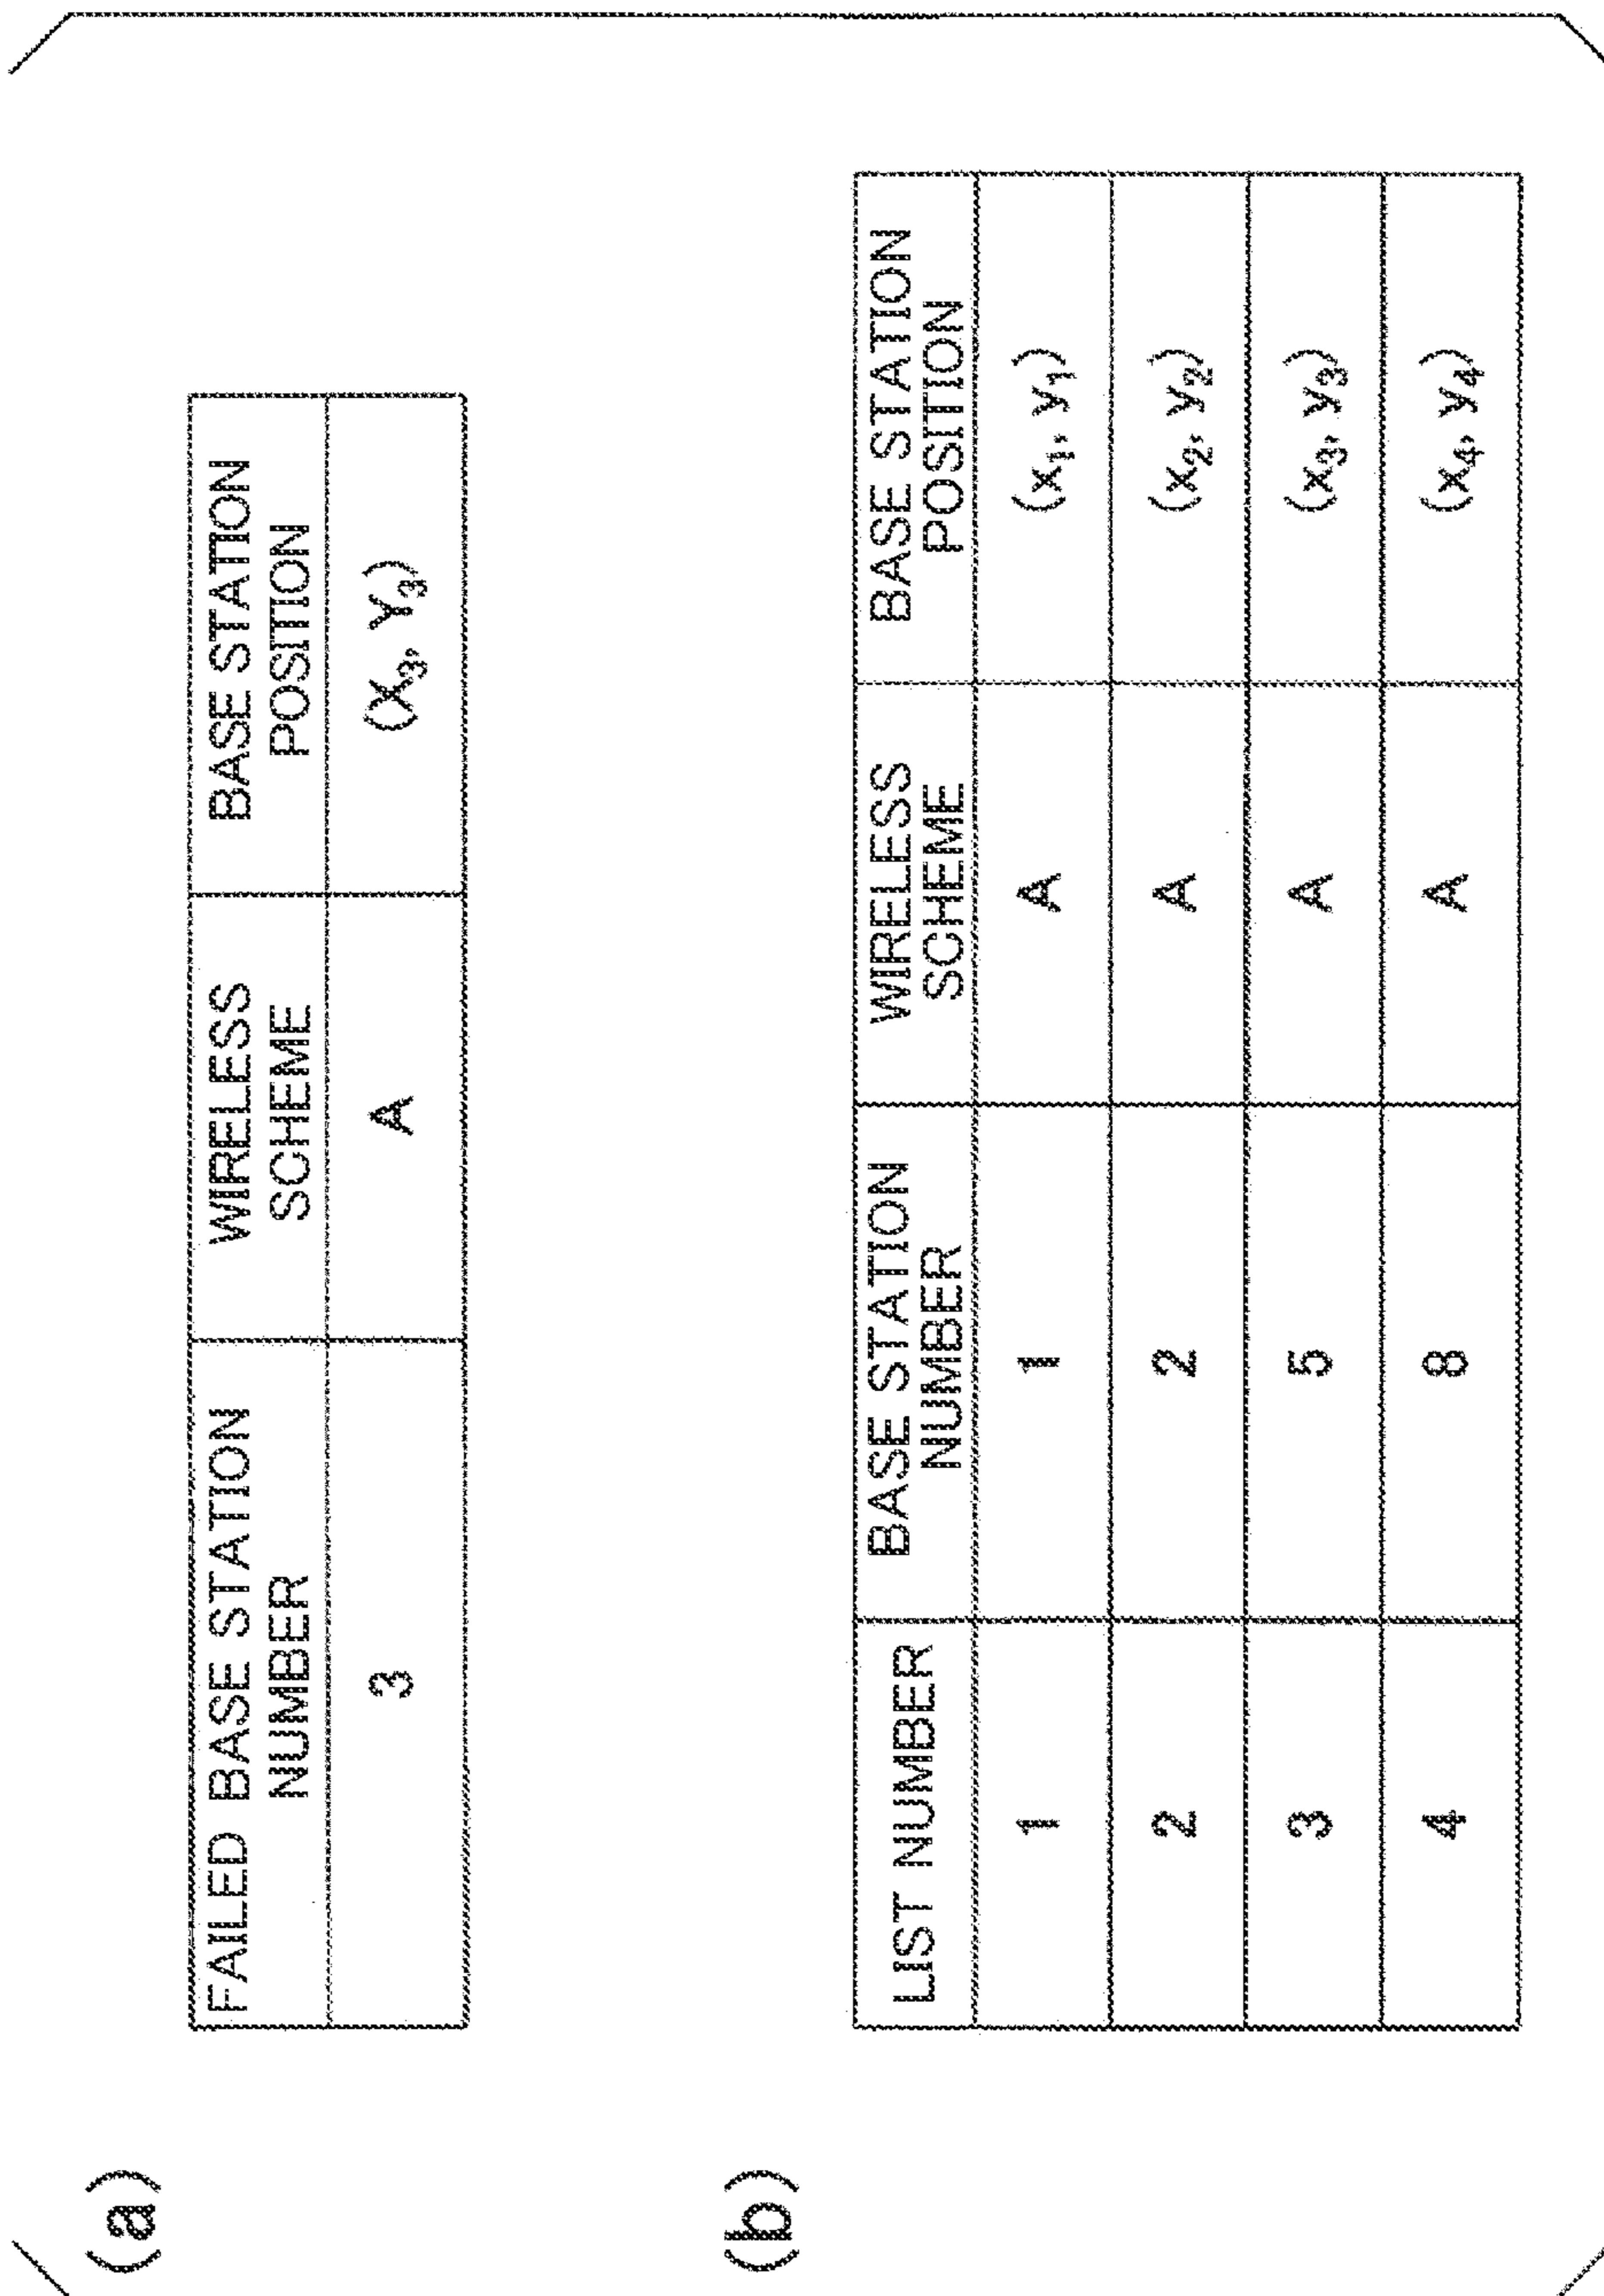 (a)
FAILED BASE STATION NUMBER WIRELESS SCHEME BASE STATION POSITION
3 A (X₃, Y₃)
(b)
LIST NUMBER BASE STATION NUMBER WIRELESS SCHEME BASE STATION POSITION
1 1 A (x₁, y₁)
2 2 A (x₂, y₂)
3 5 A (x₃, y₃)
4 8 A (x₄, y₄)